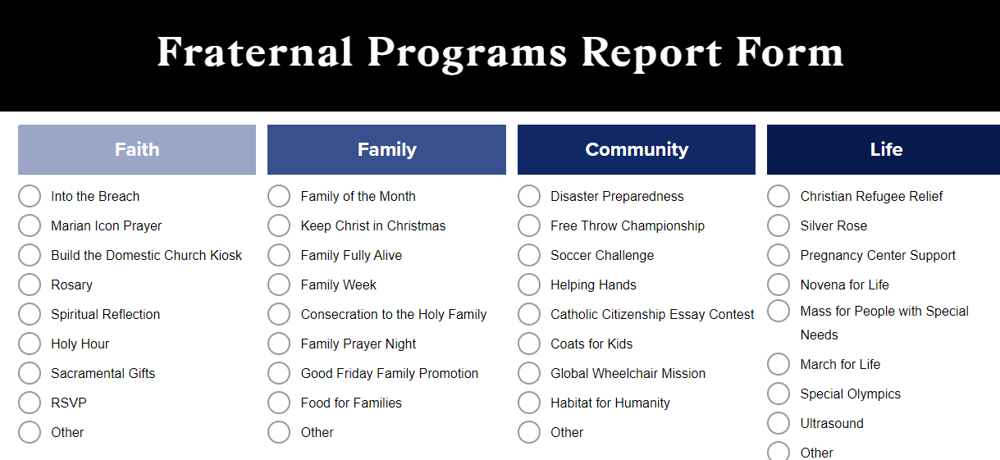 Fraternal Programs Report Form
Faith
Into the Breach
Marian Icon Prayer
Build the Domestic Church Kiosk
Rosary
Spiritual Reflection
Holy Hour
Sacramental Gifts
RSVP
Other
Family
Family of the Month
Keep Christ in Christmas
Family Fully Alive
Family Week
Consecration to the Holy Family
Family Prayer Night
Good Friday Family Promotion
Food for Families
Other
Community
Disaster Preparedness
Free Throw Championship
Soccer Challenge
Helping Hands
Catholic Citizenship Essay Contest
Coats for Kids
Global Wheelchair Mission
Habitat for Humanity
Other
Life
Christian Refugee Relief
Silver Rose
Pregnancy Center Support
Novena for Life
Mass for People with Special
Needs
March for Life
Special Olympics
Ultrasound
Other